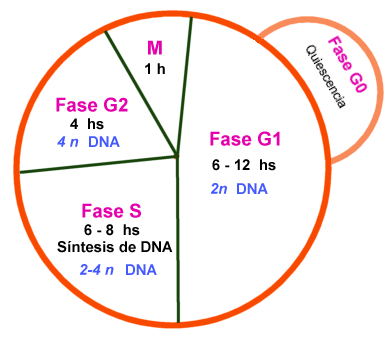 M
1 h
Fase G0
Quiescencia
Fase G2
4 hs
4 n DNA
Fase G1
6 - 12 hs
2n DNA
Fase S
6 - 8 hs
Síntesis de DNA
2-4 n DNA